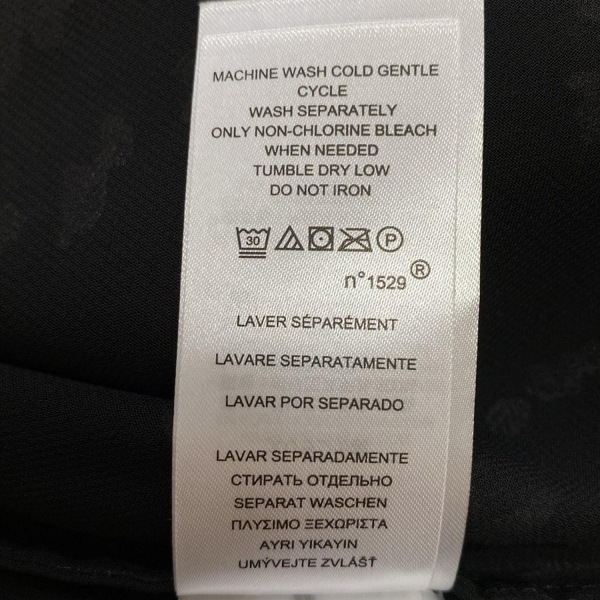 MACHINE WASH COLD GENTLE
CYCLE
WASH SEPARATELY
ONLY NON-CHLORINE BLEACH
WHEN NEEDED
TUMBLE DRY LOW
DO NOT IRON
30 P
n°1529®
LAVER SÉPARÉMENT
LAVARE SEPARATAMENTE
LAVAR POR SEPARADO
LAVAR SEPARADAMENTE
СТИРАТЬ ОТДЕЛЬНО
SEPARAT WASCHEN
ΠΛΥΣΙΜΟ ΞΕΧΩΡΙΣΤΑ
AYRI YIKAYIN
UMÝVEJTE ZVLÁŠŤ